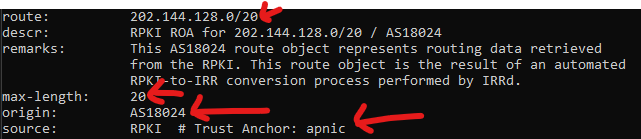 route: 202.144.128.0/20
descr: RPKI ROA for 202.144.128.0/20 / AS18024
remarks: This AS18024 route object represents routing data retrieved
from the RPKI. This route object is the result of an automated
RPKI-to-IRR conversion process performed by IRRd.
max-length: 20
origin: AS18024
source: RPKI # Trust Anchor: apnic